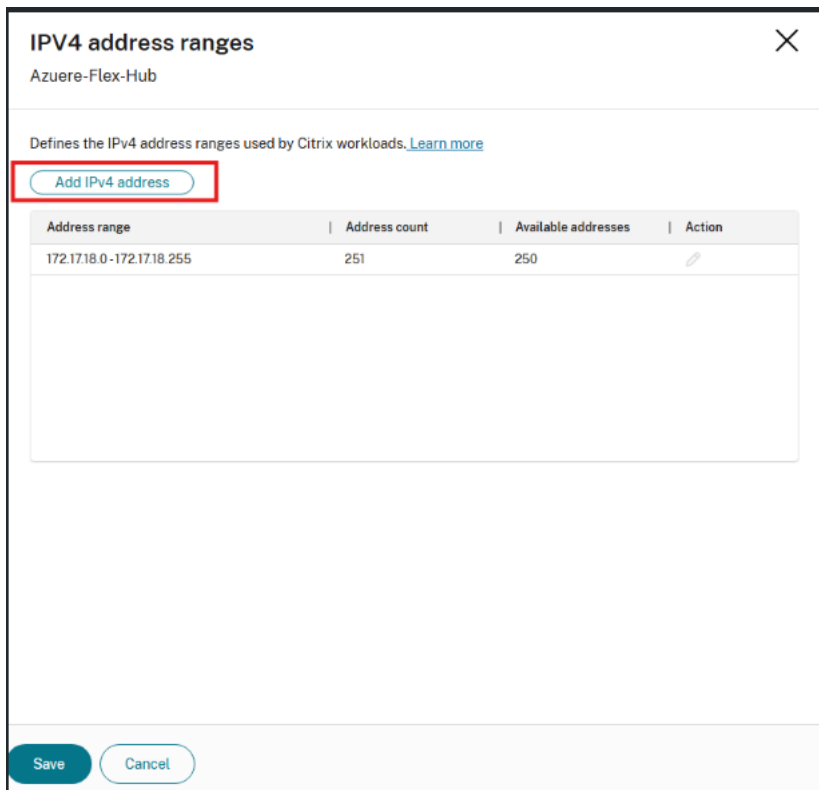 IPV4 address ranges
Azuere-Flex-Hub
Defines the IPv4 address ranges used by Citrix workloads. Learn more
Add IPv4 address
Address range | Address count | Available addresses | Action
172.17.18.0 - 172.17.18.255 251 250
Save Cancel